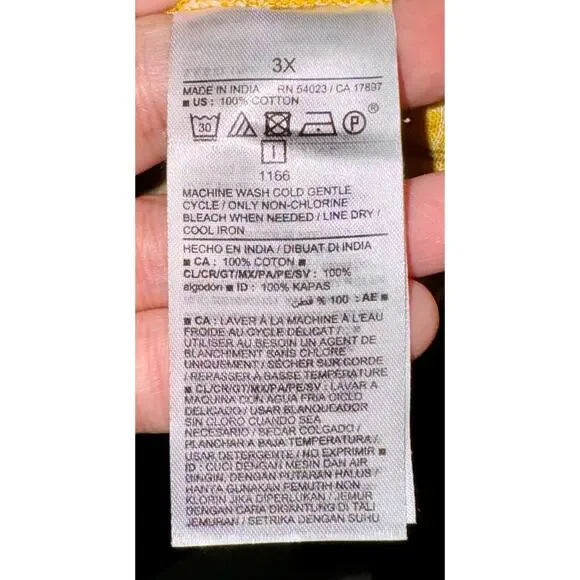 3X
MADE IN INDIA RN 54023 / CA 17897
■ US : 100% COTTON
30 P ®
I
1166
MACHINE WASH COLD GENTLE
CYCLE / ONLY NON-CHLORINE
BLEACH WHEN NEEDED / LINE DRY /
COOL IRON
HECHO EN INDIA / DIBUAT DI INDIA
■ CA : 100% COTON ■
CL/CR/GT/MX/PA/PE/SV : 100%
algodón ■ ID : 100% KAPAS
■ AE : 100 % قطن
■ CA : LAVER À LA MACHINE À L'EAU
FROIDE AU CYCLE DÉLICAT /
UTILISER AU BESOIN UN AGENT DE
BLANCHIMENT SANS CHLORE
UNIQUEMENT / SÉCHER SUR CORDE
/ REPASSER À BASSE TEMPÉRATURE
■ CL/CR/GT/MX/PA/PE/SV : LAVAR A
MAQUINA CON AGUA FRIA CICLO
DELICADO / USAR BLANQUEADOR
SIN CLORO CUANDO SEA
NECESARIO / SECAR COLGADO /
PLANCHAR A BAJA TEMPERATURA /
USAR DETERGENTE / NO EXPRIMIR ■
ID : CUCI DENGAN MESIN DAN AIR
DINGIN, DENGAN PUTARAN HALUS /
HANYA GUNAKAN PEMUTIH NON
KLORIN JIKA DIPERLUKAN / JEMUR
DENGAN CARA DIGANTUNG DI TALI
JEMURAN / SETRIKA DENGAN SUHU